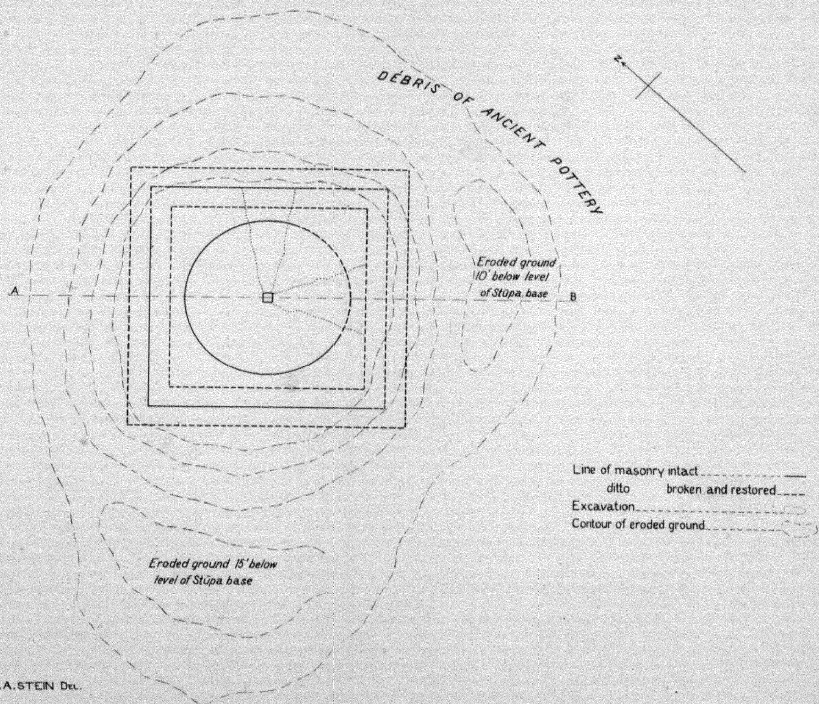 DÉBRIS OF ANCIENT POTTERY
N
Eroded ground
10' below level
of Stūpa base
A
B
Line of masonry intact
ditto broken and restored
Excavation
Contour of eroded ground
Eroded ground 15' below
level of Stūpa base
A. STEIN DEL.